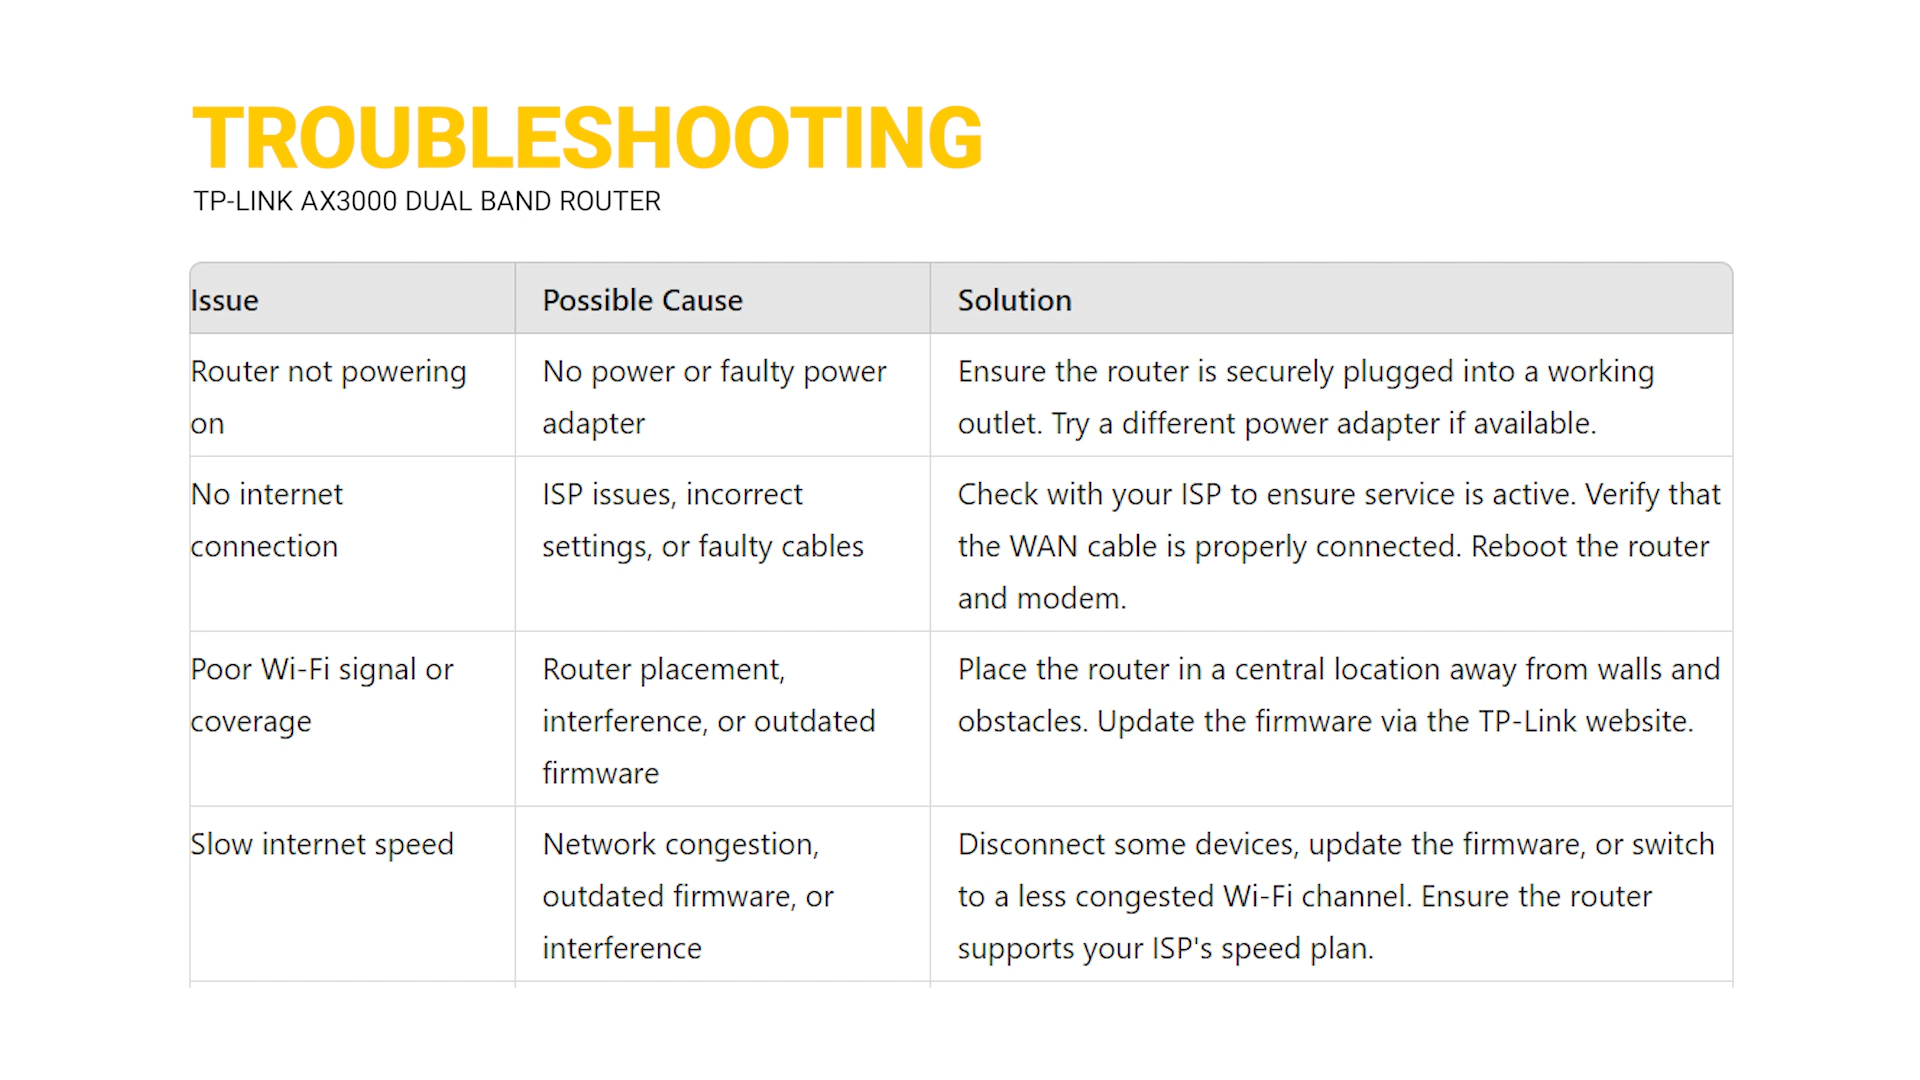 TROUBLESHOOTING
TP-LINK AX3000 DUAL BAND ROUTER
Issue
Possible Cause
Solution
Router not powering
on
No power or faulty power
adapter
Ensure the router is securely plugged into a working
outlet. Try a different power adapter if available.
No internet
connection
ISP issues, incorrect
settings, or faulty cables
Check with your ISP to ensure service is active. Verify that
the WAN cable is properly connected. Reboot the router
and modem.
Poor Wi-Fi signal or
coverage
Router placement,
interference, or outdated
firmware
Place the router in a central location away from walls and
obstacles. Update the firmware via the TP-Link website.
Slow internet speed
Network congestion,
outdated firmware, or
interference
Disconnect some devices, update the firmware, or switch
to a less congested Wi-Fi channel. Ensure the router
supports your ISP's speed plan.